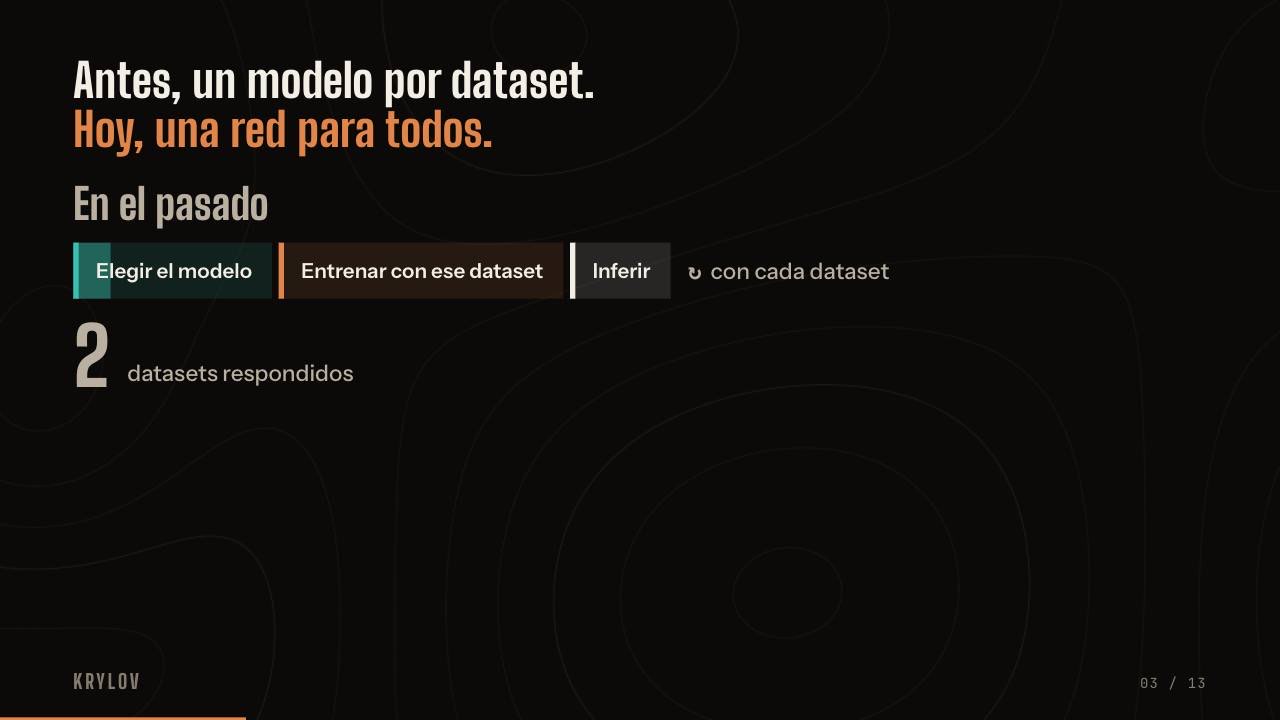 Antes, un modelo por dataset.
Hoy, una red para todos.
En el pasado
Elegir el modelo Entrenar con ese dataset Inferir ↻ con cada dataset
2 datasets respondidos
KRYLOV 03 / 13